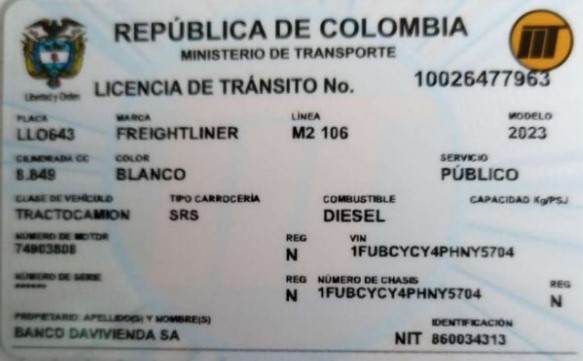 REPÚBLICA DE COLOMBIA
MINISTERIO DE TRANSPORTE
Libertad y Orden
LICENCIA DE TRÁNSITO No. 10026477963
PLACA MARCA LÍNEA MODELO
LLO643 FREIGHTLINER M2 106 2023
CILINDRADA CC COLOR SERVICIO
8.849 BLANCO PÚBLICO
CLASE DE VEHÍCULO TIPO CARROCERÍA COMBUSTIBLE CAPACIDAD Kg/PSJ
TRACTOCAMION SRS DIESEL
NÚMERO DE MOTOR REG VIN
74903808 N 1FUBCYCY4PHNY5704
NÚMERO DE SERIE REG NÚMERO DE CHASIS REG
****** N 1FUBCYCY4PHNY5704 N
PROPIETARIO: APELLIDO(S) Y NOMBRE(S) IDENTIFICACIÓN
BANCO DAVIVIENDA SA NIT 860034313